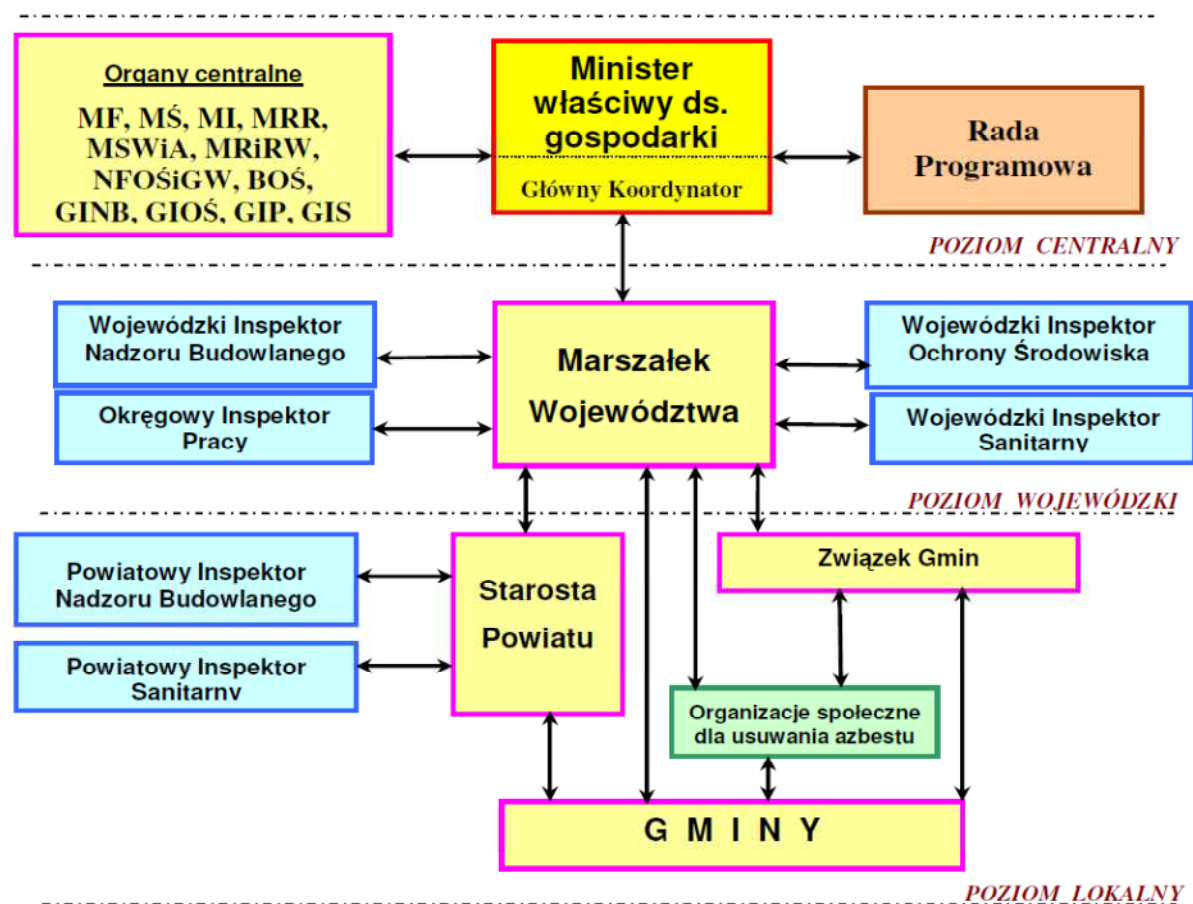 Organy centralne
MF, MŚ, MI, MRR,
MSWiA, MRiRW,
NFOŚiGW, BOŚ,
GINB, GIOŚ, GIP, GIS
Minister
właściwy ds.
gospodarki
Główny Koordynator
Rada
Programowa
POZIOM CENTRALNY
Wojewódzki Inspektor
Nadzoru Budowlanego
Okręgowy Inspektor
Pracy
Marszałek
Województwa
Wojewódzki Inspektor
Ochrony Środowiska
Wojewódzki Inspektor
Sanitarny
POZIOM WOJEWÓDZKI
Powiatowy Inspektor
Nadzoru Budowlanego
Powiatowy Inspektor
Sanitarny
Starosta
Powiatu
Związek Gmin
Organizacje społeczne
dla usuwania azbestu
G M I N Y
POZIOM LOKALNY